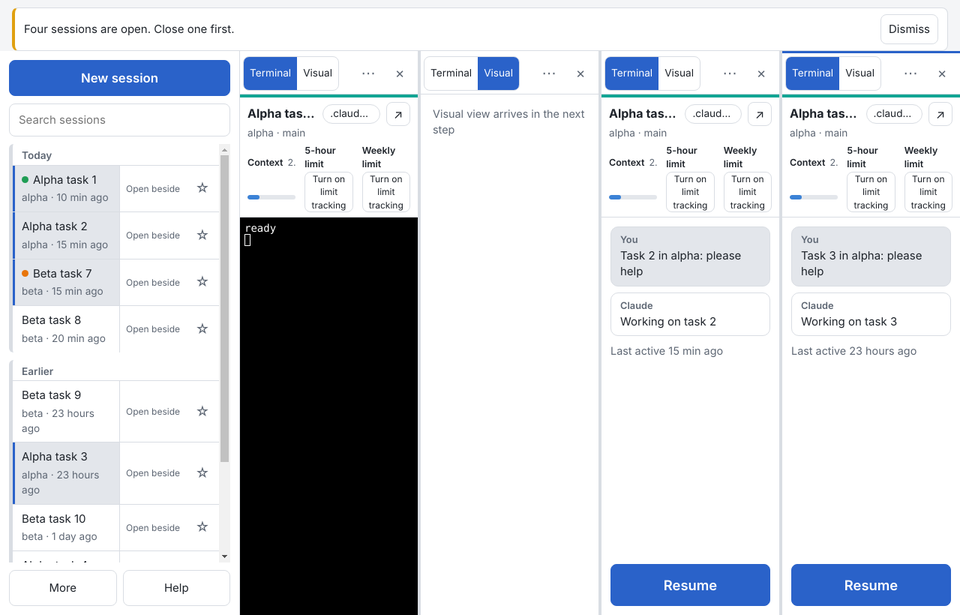 Four sessions are open. Close one first.
Dismiss
New session
Search sessions
Today
Alpha task 1
alpha · 10 min ago
Open beside
Alpha task 2
alpha · 15 min ago
Open beside
Beta task 7
beta · 15 min ago
Open beside
Beta task 8
beta · 20 min ago
Open beside
Earlier
Beta task 9
beta · 23 hours
ago
Open beside
Alpha task 3
alpha · 23 hours
ago
Open beside
Beta task 10
beta · 1 day ago
Open beside
More
Help
Terminal
Visual
Alpha tas...
.claud...
alpha · main
Context 2.
5-hour
limit
Weekly
limit
Turn on
limit
tracking
Turn on
limit
tracking
ready
Terminal
Visual
Visual view arrives in the next
step
Terminal
Visual
Alpha tas...
.claud...
alpha · main
Context 2.
5-hour
limit
Weekly
limit
Turn on
limit
tracking
Turn on
limit
tracking
You
Task 2 in alpha: please
help
Claude
Working on task 2
Last active 15 min ago
Resume
Terminal
Visual
Alpha tas...
.claud...
alpha · main
Context 2.
5-hour
limit
Weekly
limit
Turn on
limit
tracking
Turn on
limit
tracking
You
Task 3 in alpha: please
help
Claude
Working on task 3
Last active 23 hours ago
Resume